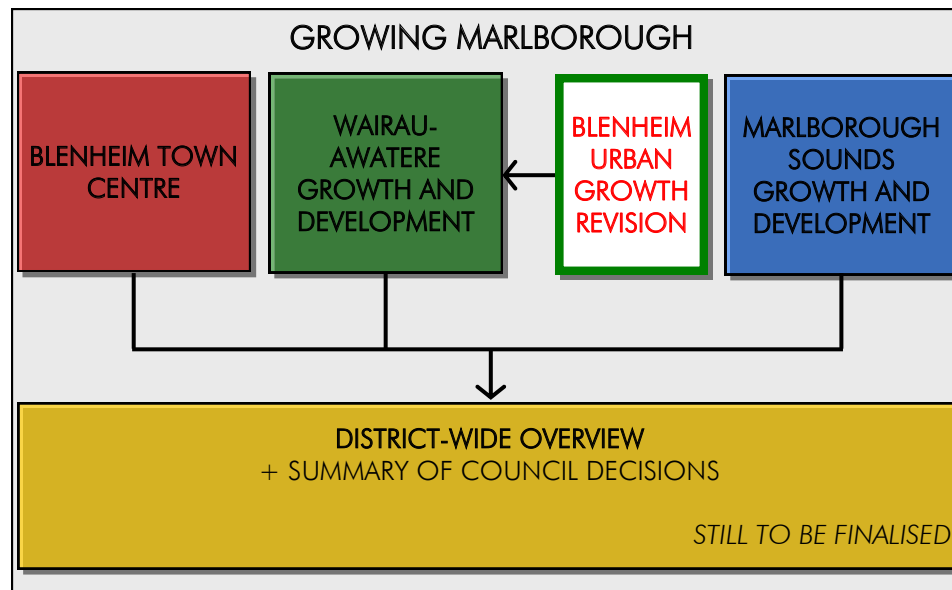 GROWING MARLBOROUGH
BLENHEIM TOWN
CENTRE
WAIRAU-
AWATERE
GROWTH AND
DEVELOPMENT
BLENHEIM
URBAN
GROWTH
REVISION
MARLBOROUGH
SOUNDS
GROWTH AND
DEVELOPMENT
DISTRICT-WIDE OVERVIEW
+ SUMMARY OF COUNCIL DECISIONS
STILL TO BE FINALISED